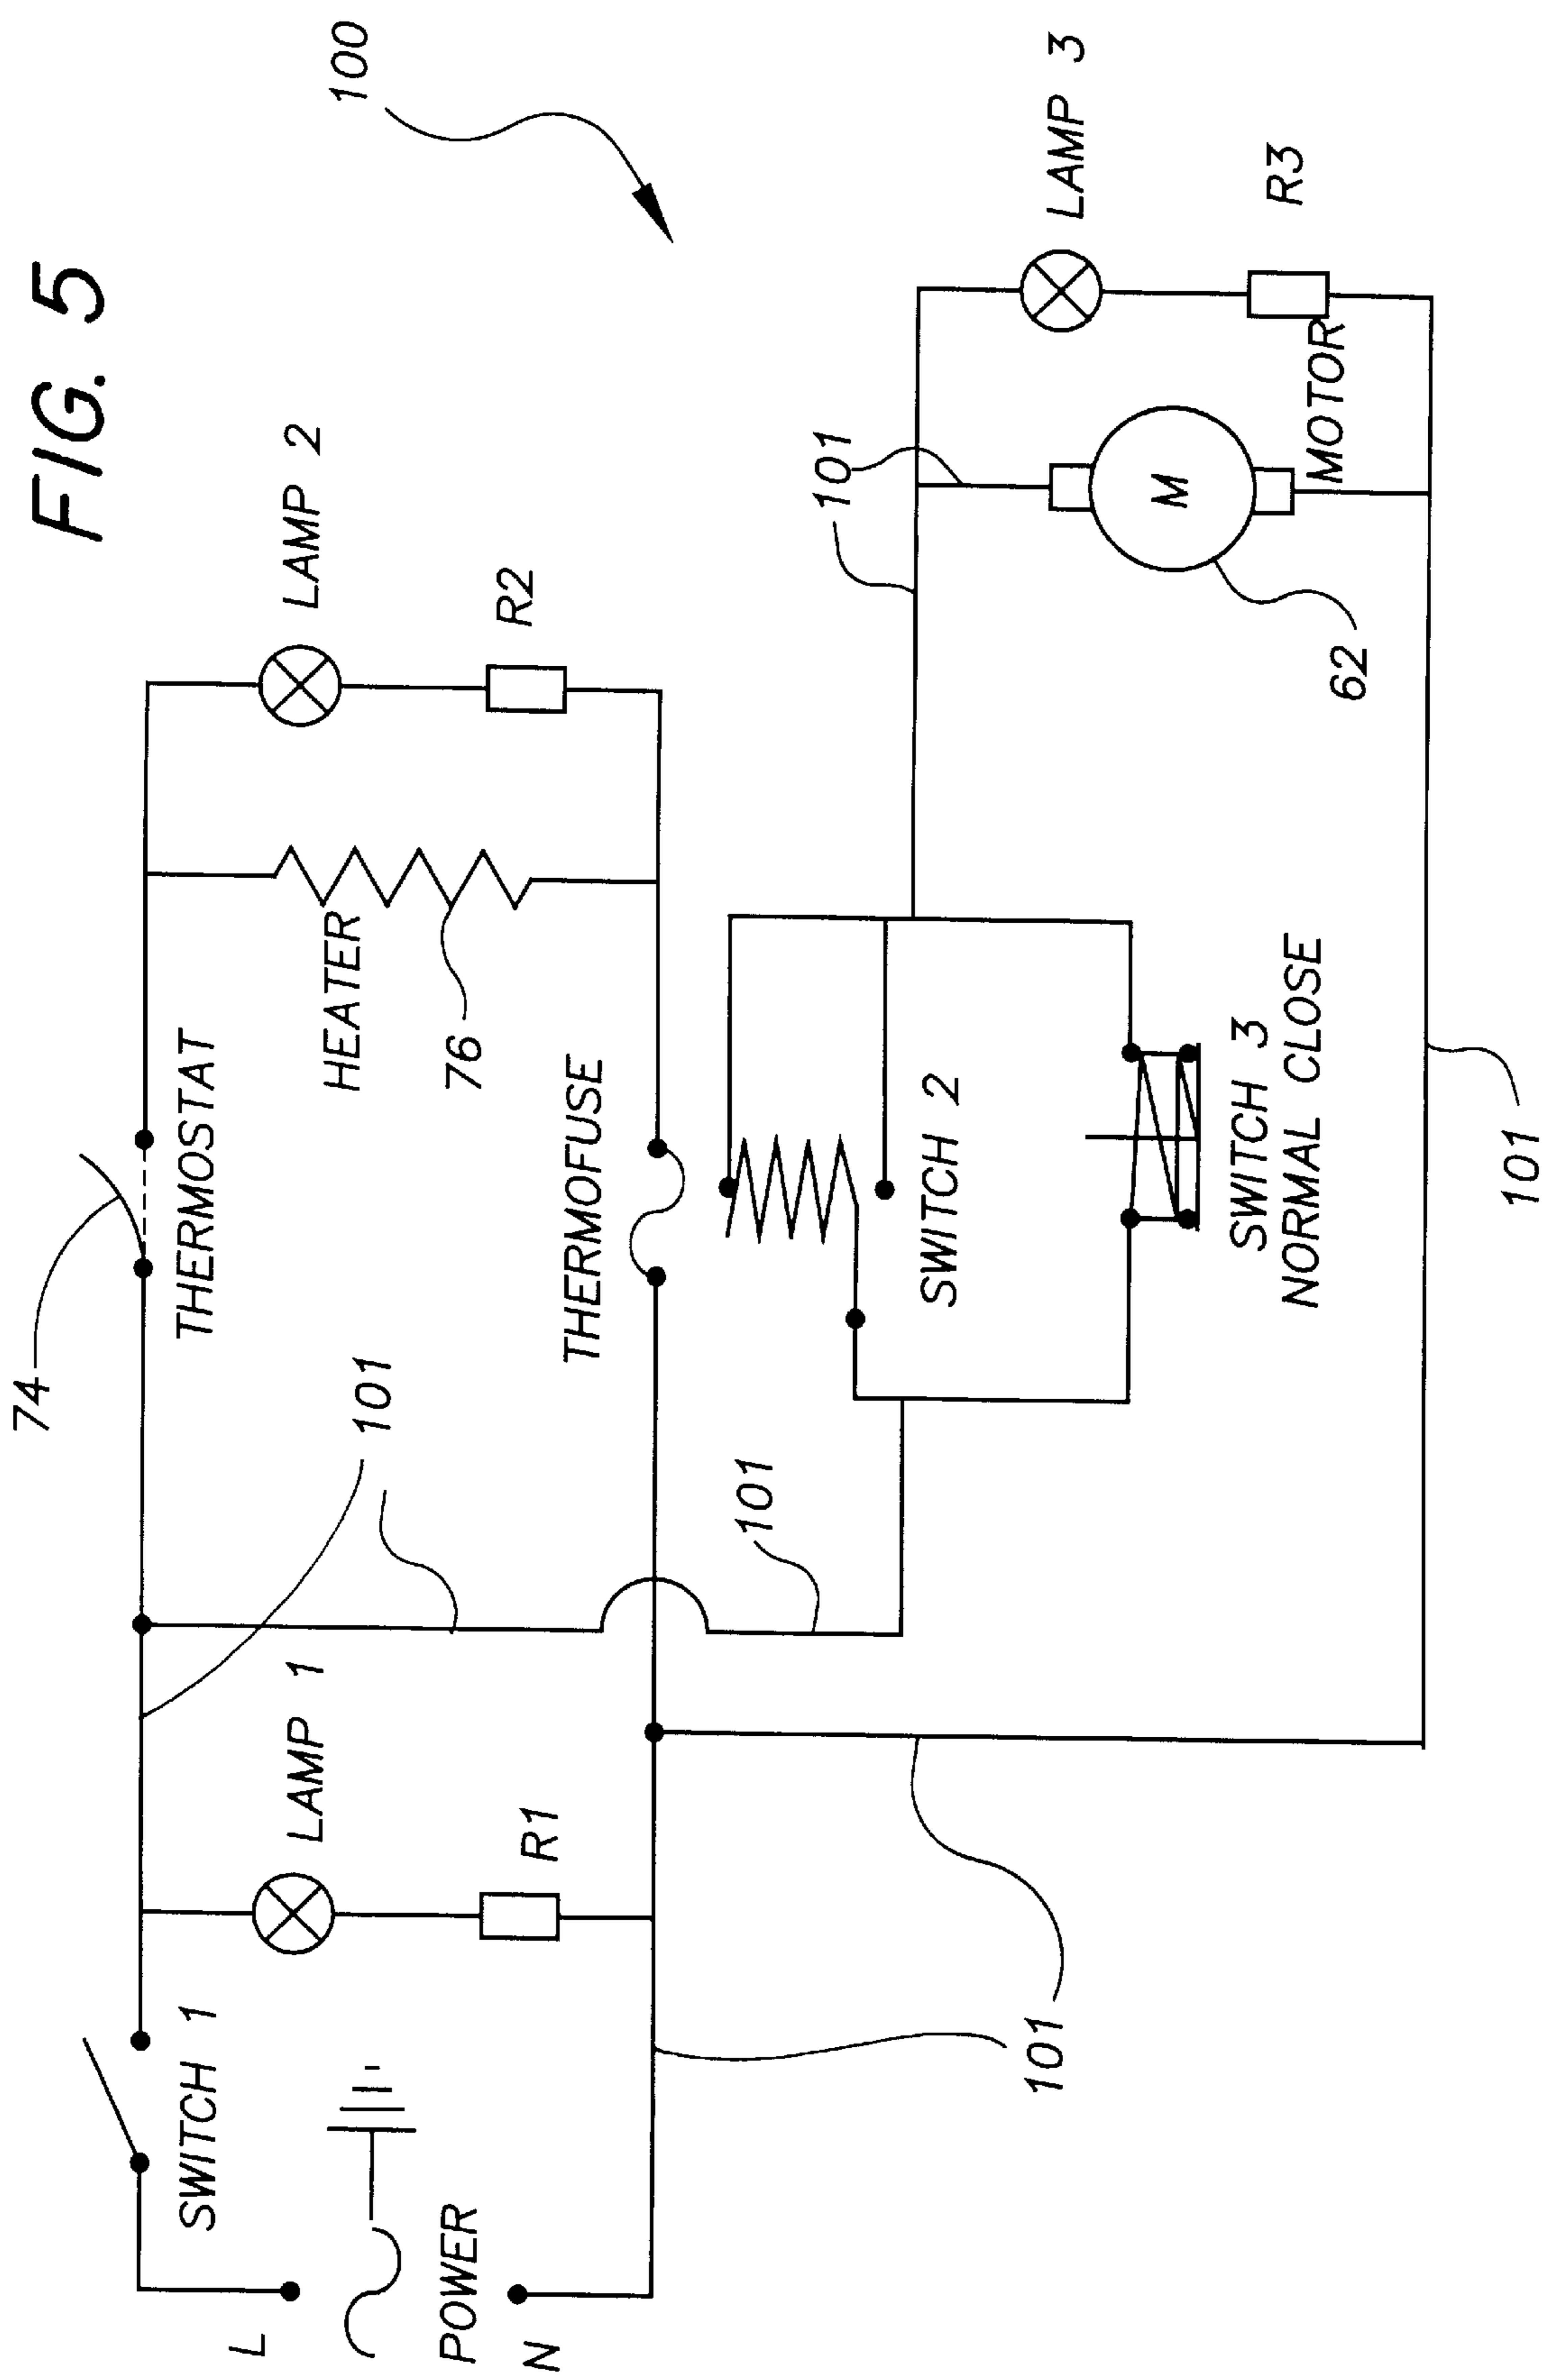 FIG. 5
100
74
THERMOSTAT
SWITCH 1
LAMP 1
101
HEATER
76
LAMP 2
L
POWER
N
R1
THERMOFUSE
R2
101
101
LAMP 3
SWITCH 2
101
SWITCH 3
NORMAL CLOSE
M
MOTOR
R3
62
101